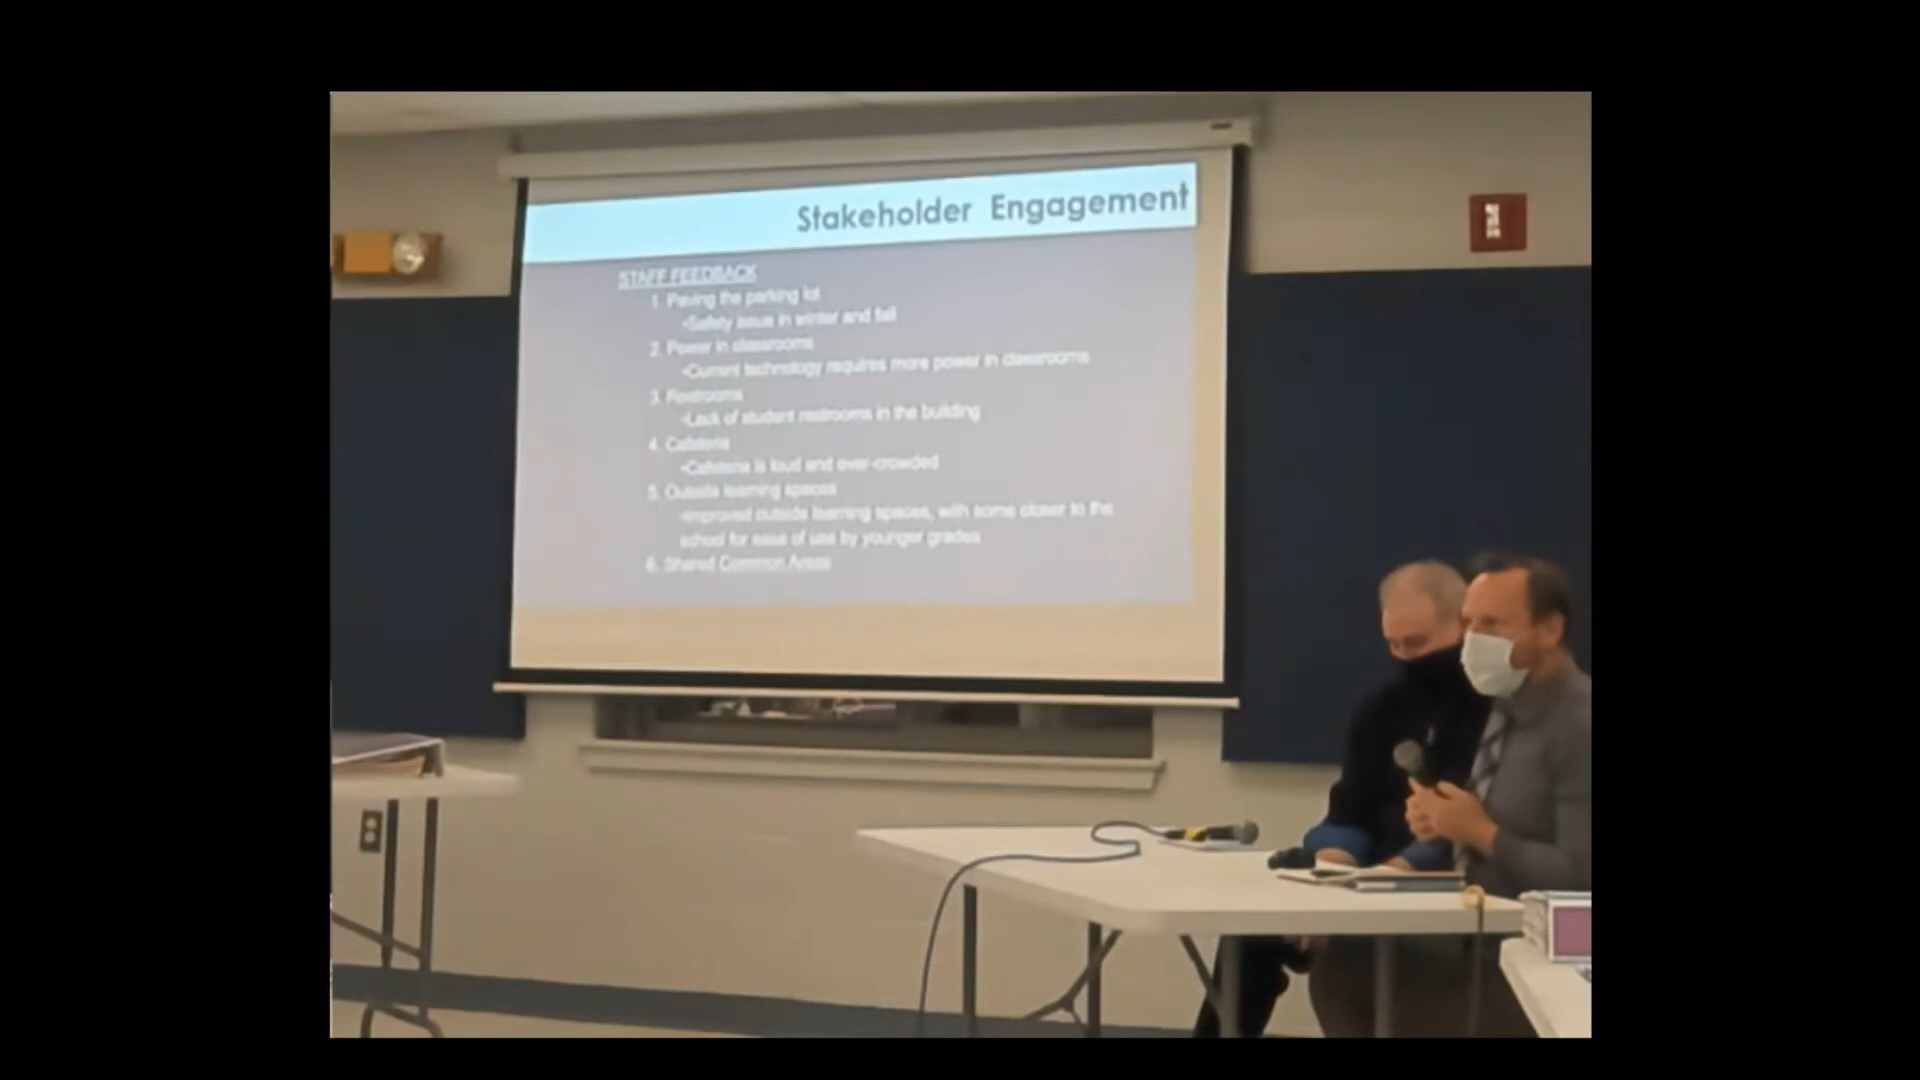 Stakeholder Engagement
STAFF FEEDBACK
1. Paving the parking lot
•Safety issue in winter and fall
2. Power in classrooms
•Current technology requires more power in classrooms
3. Restrooms
•Lack of student restrooms in the building
4. Cafeteria
•Cafeteria is loud and over-crowded
5. Outside learning spaces
•Improved outside learning spaces, with some closer to the
school for ease of use by younger grades
6. Shared Common Areas